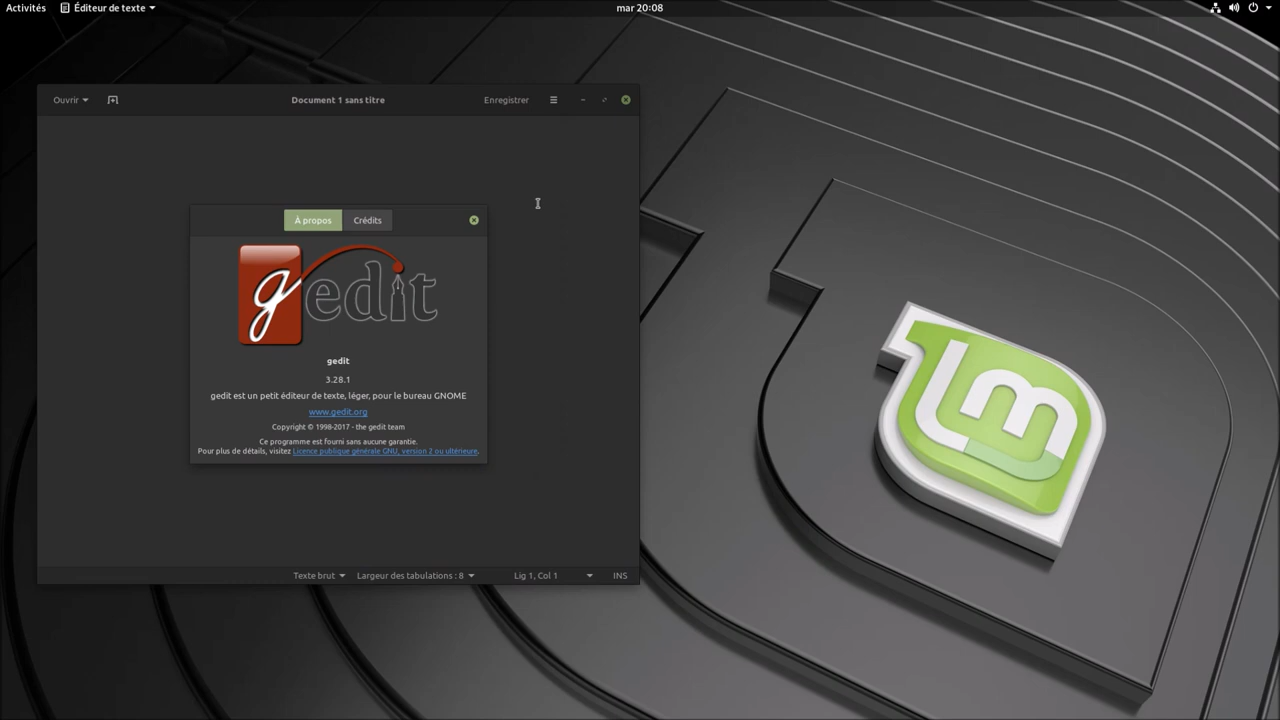 Activités
Éditeur de texte
mar 20:08
Ouvrir
Document 1 sans titre
Enregistrer
À propos
Crédits
gedit
gedit
3.28.1
gedit est un petit éditeur de texte, léger, pour le bureau GNOME
www.gedit.org
Copyright © 1998-2017 - the gedit team
Ce programme est fourni sans aucune garantie.
Pour plus de détails, visitez Licence publique générale GNU, version 2 ou ultérieure.
Texte brut
Largeur des tabulations : 8
Lig 1, Col 1
INS
lm